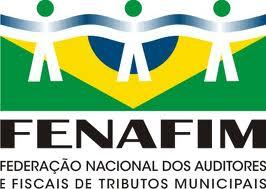 FENAFIM
FEDERAÇÃO NACIONAL DOS AUDITORES
E FISCAIS DE TRIBUTOS MUNICIPAIS